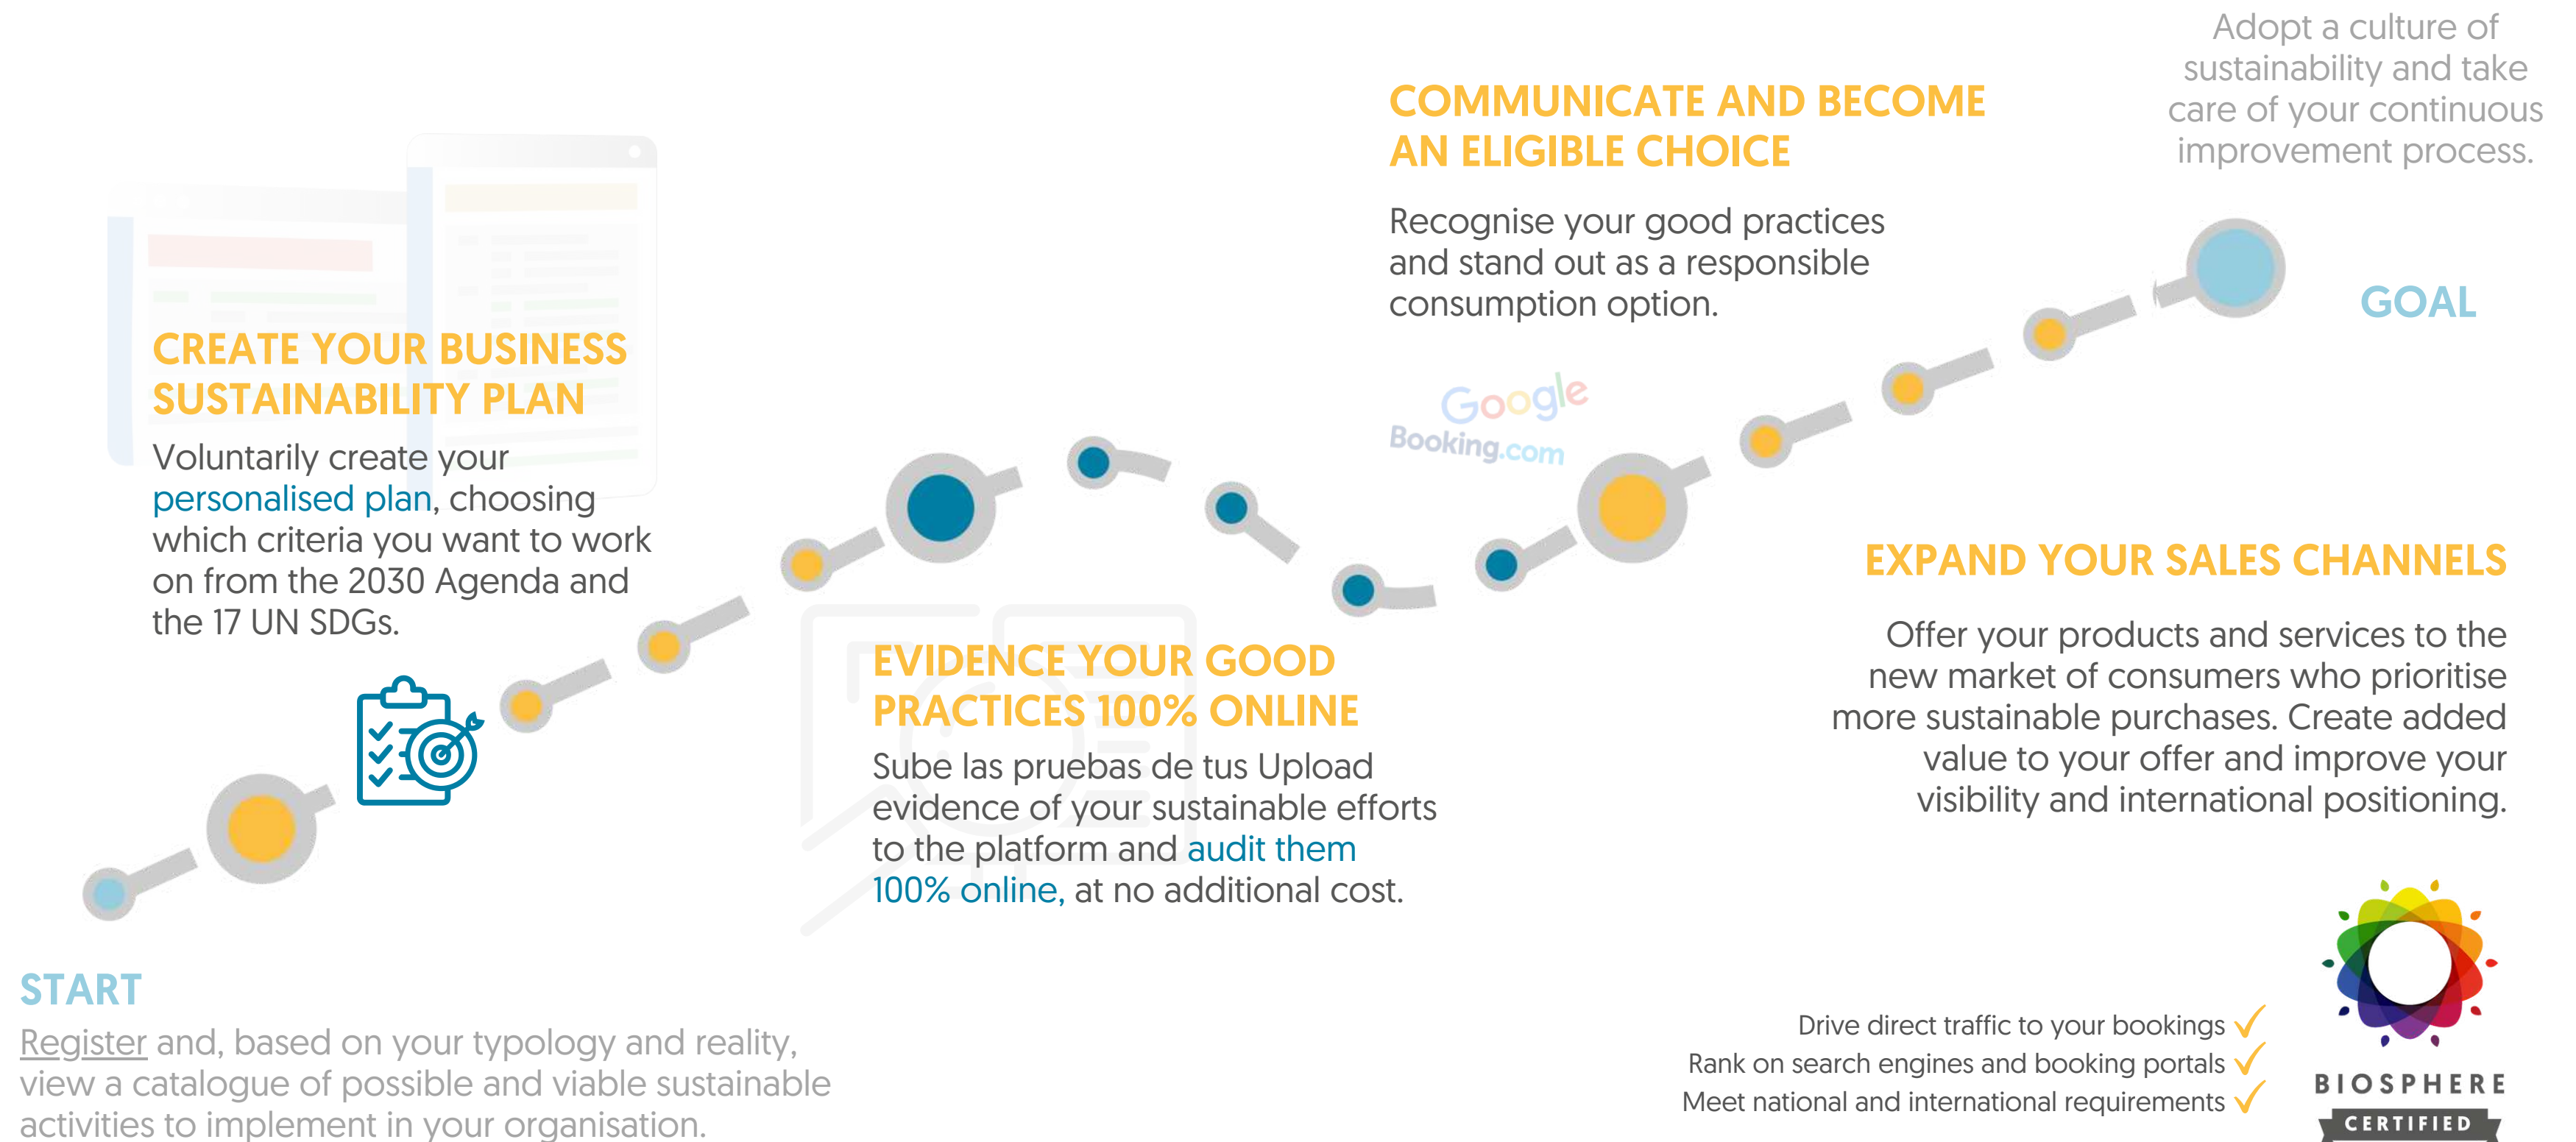 START
Register and, based on your typology and reality,
view a catalogue of possible and viable sustainable
activities to implement in your organisation.
CREATE YOUR BUSINESS
SUSTAINABILITY PLAN
Voluntarily create your
personalised plan, choosing
which criteria you want to work
on from the 2030 Agenda and
the 17 UN SDGs.
EVIDENCE YOUR GOOD
PRACTICES 100% ONLINE
Sube las pruebas de tus Upload
evidence of your sustainable efforts
to the platform and audit them
100% online, at no additional cost.
COMMUNICATE AND BECOME
AN ELIGIBLE CHOICE
Recognise your good practices
and stand out as a responsible
consumption option.
Google
Booking.com
EXPAND YOUR SALES CHANNELS
Offer your products and services to the
new market of consumers who prioritise
more sustainable purchases. Create added
value to your offer and improve your
visibility and international positioning.
Adopt a culture of
sustainability and take
care of your continuous
improvement process.
GOAL
Drive direct traffic to your bookings
Rank on search engines and booking portals
Meet national and international requirements
BIOSPHERE
CERTIFIED